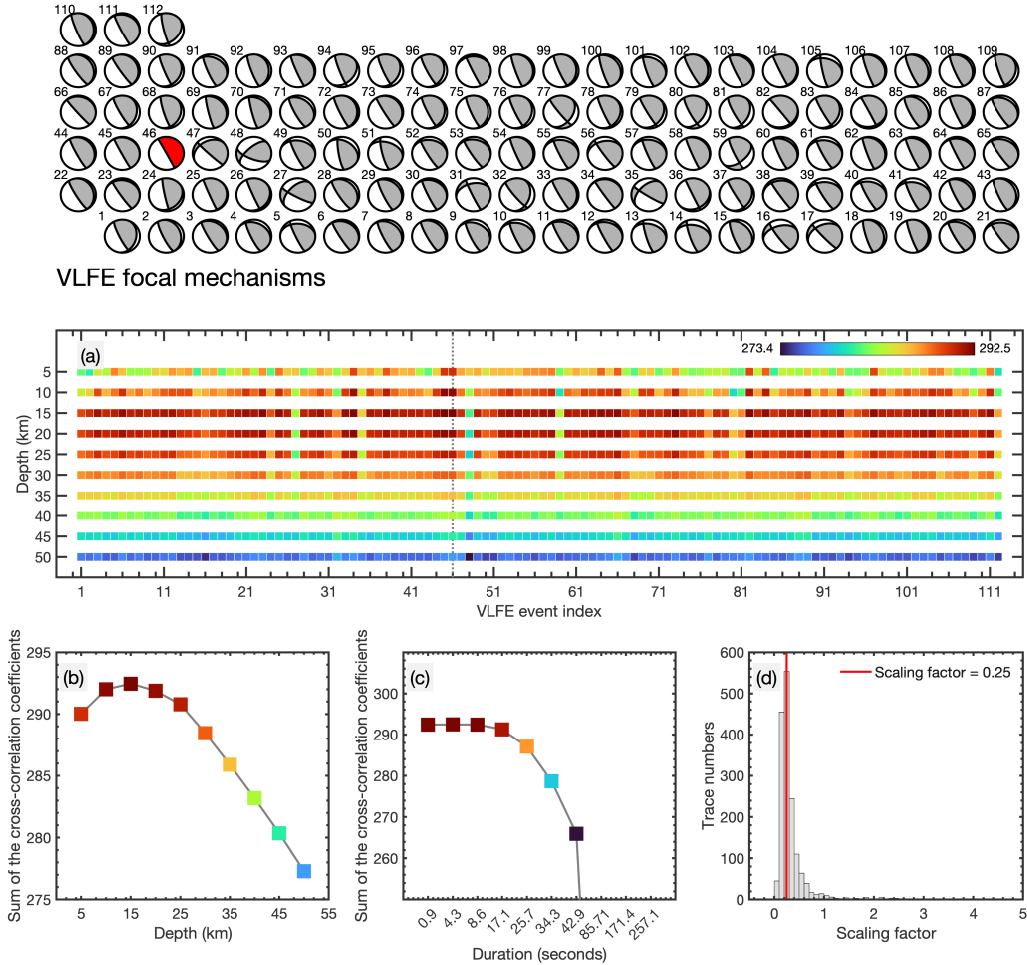 110 111 112
88 89 90 91 92 93 94 95 96 97 98 99 100 101 102 103 104 105 106 107 108 109
66 67 68 69 70 71 72 73 74 75 76 77 78 79 80 81 82 83 84 85 86 87
44 45 46 47 48 49 50 51 52 53 54 55 56 57 58 59 60 61 62 63 64 65
22 23 24 25 26 27 28 29 30 31 32 33 34 35 36 37 38 39 40 41 42 43
1 2 3 4 5 6 7 8 9 10 11 12 13 14 15 16 17 18 19 20 21
VLFE focal mechanisms
(a)
273.4 292.5
Depth (km)
5
10
15
20
25
30
35
40
45
50
1 11 21 31 41 51 61 71 81 91 101 111
VLFE event index
(b)
Sum of the cross-correlation coefficients
295
290
285
280
275
5 15 25 35 45 55
Depth (km)
(c)
Sum of the cross-correlation coefficients
300
290
280
270
260
0.9 4.3 8.6 17.1 25.7 34.3 42.9 85.71 171.4 257.1
Duration (seconds)
(d)
Scaling factor = 0.25
Trace numbers
600
500
400
300
200
100
0
0 1 2 3 4 5
Scaling factor